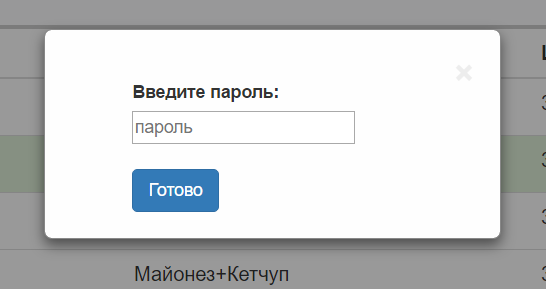 ×
Введите пароль:
пароль
Готово
Майонез+Кетчуп